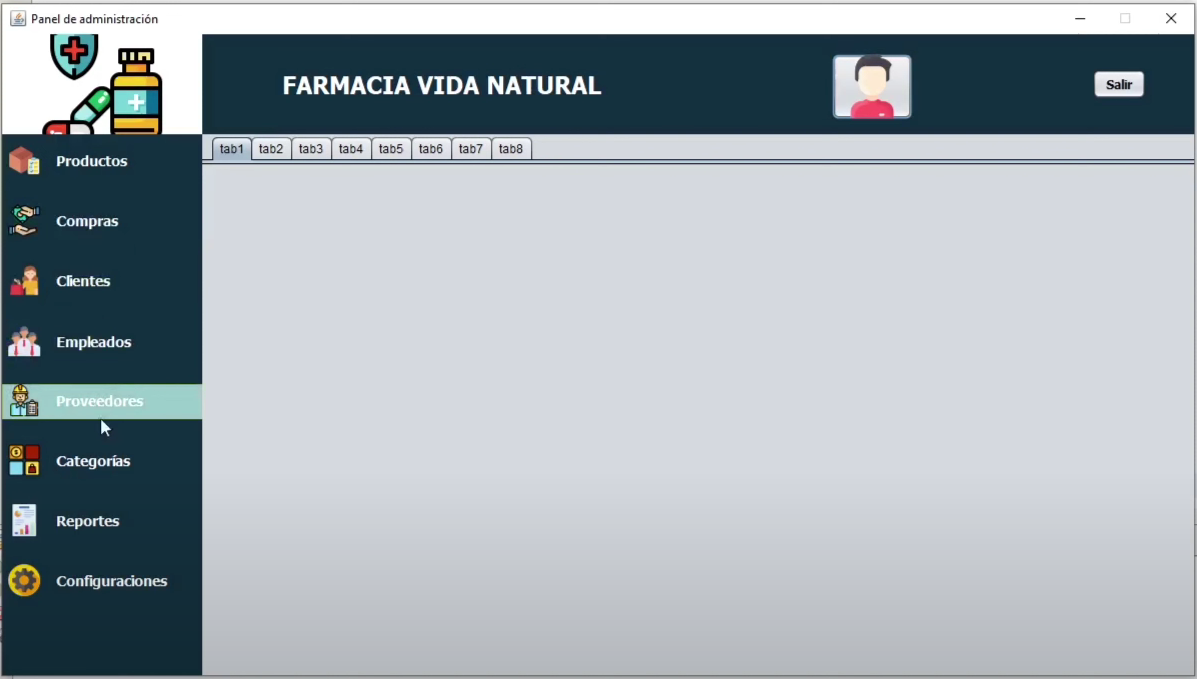 Panel de administración
FARMACIA VIDA NATURAL
Salir
tab1 tab2 tab3 tab4 tab5 tab6 tab7 tab8
Productos
Compras
Clientes
Empleados
Proveedores
Categorías
Reportes
Configuraciones